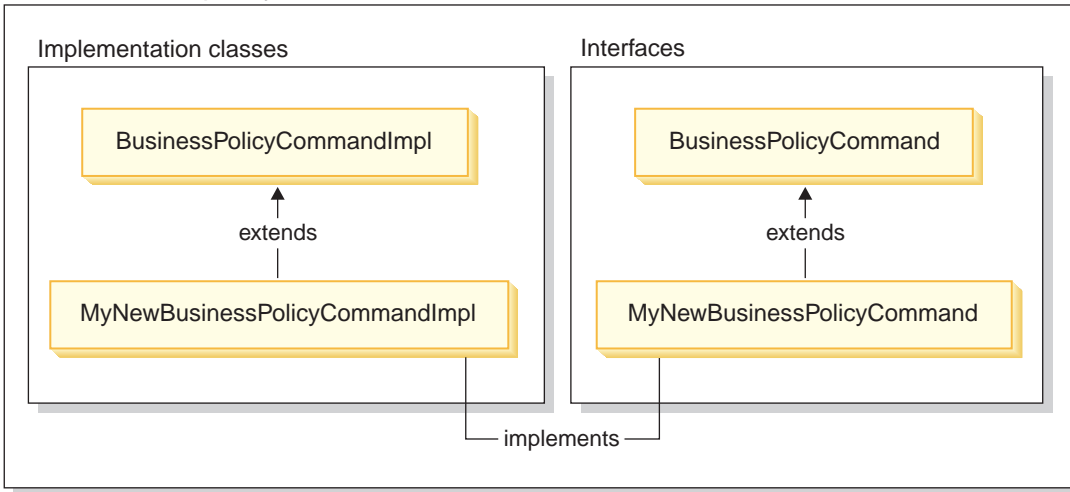 Implementation classes
Interfaces
BusinessPolicyCommandImpl
BusinessPolicyCommand
extends
extends
MyNewBusinessPolicyCommandImpl
MyNewBusinessPolicyCommand
implements